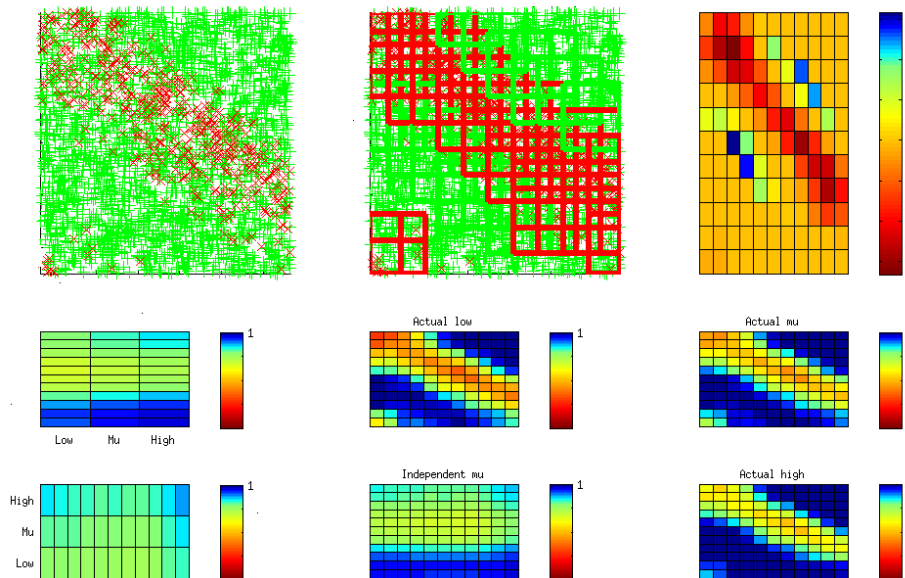 Actual low
Actual mu
1
1
Low Mu High
Independent mu
Actual high
1
1
High
Mu
Low